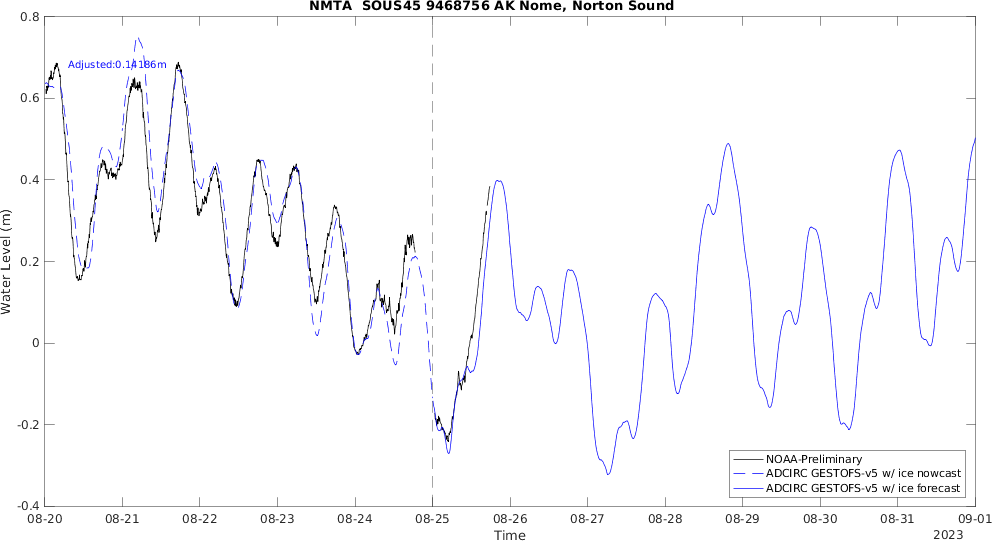 NMTA  SOUS45 9468756 AK Nome, Norton Sound
Adjusted:0.14186m
0.8
0.6
0.4
0.2
0
-0.2
-0.4
Water Level (m)
NOAA-Preliminary
ADCIRC GESTOFS-v5 w/ ice nowcast
ADCIRC GESTOFS-v5 w/ ice forecast
08-20 08-21 08-22 08-23 08-24 08-25 08-26 08-27 08-28 08-29 08-30 08-31 09-01
Time
2023